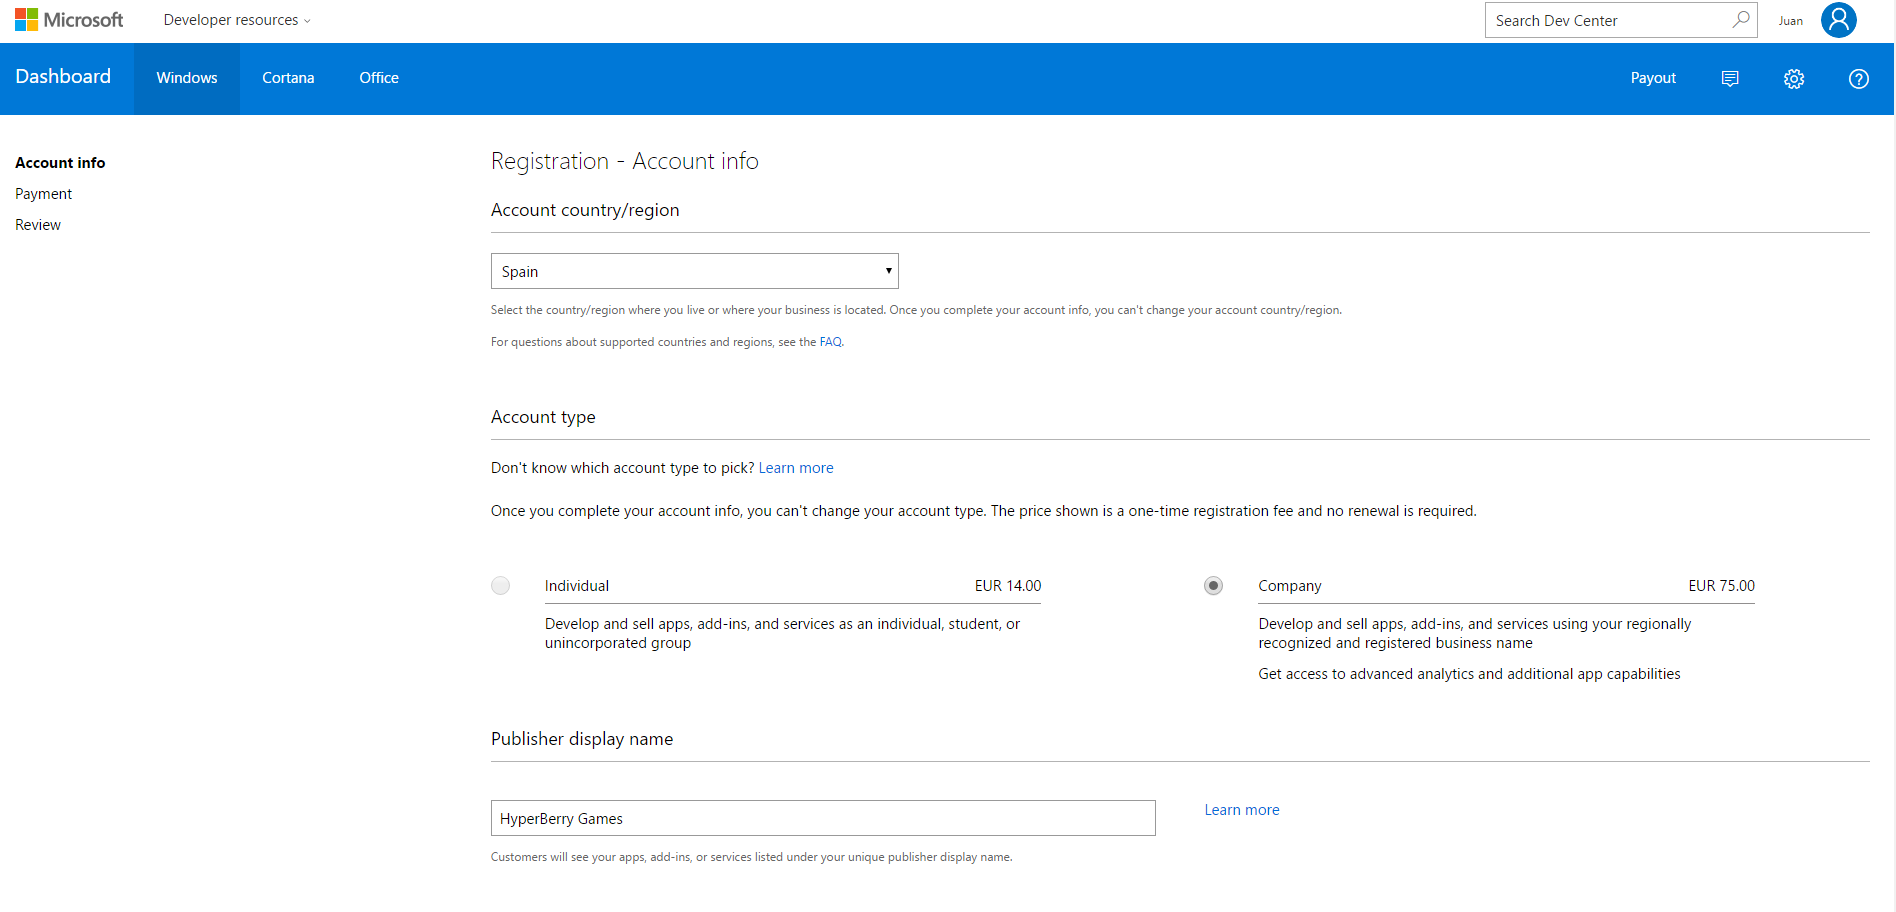 Microsoft
Developer resources
Search Dev Center
Juan
Dashboard
Windows
Cortana
Office
Payout
Account info
Payment
Review
Registration - Account info
Account country/region
Spain
Select the country/region where you live or where your business is located. Once you complete your account info, you can't change your account country/region.
For questions about supported countries and regions, see the FAQ.
Account type
Don't know which account type to pick? Learn more
Once you complete your account info, you can't change your account type. The price shown is a one-time registration fee and no renewal is required.
Individual EUR 14.00
Develop and sell apps, add-ins, and services as an individual, student, or
unincorporated group
Company EUR 75.00
Develop and sell apps, add-ins, and services using your regionally
recognized and registered business name
Get access to advanced analytics and additional app capabilities
Publisher display name
HyperBerry Games
Learn more
Customers will see your apps, add-ins, or services listed under your unique publisher display name.